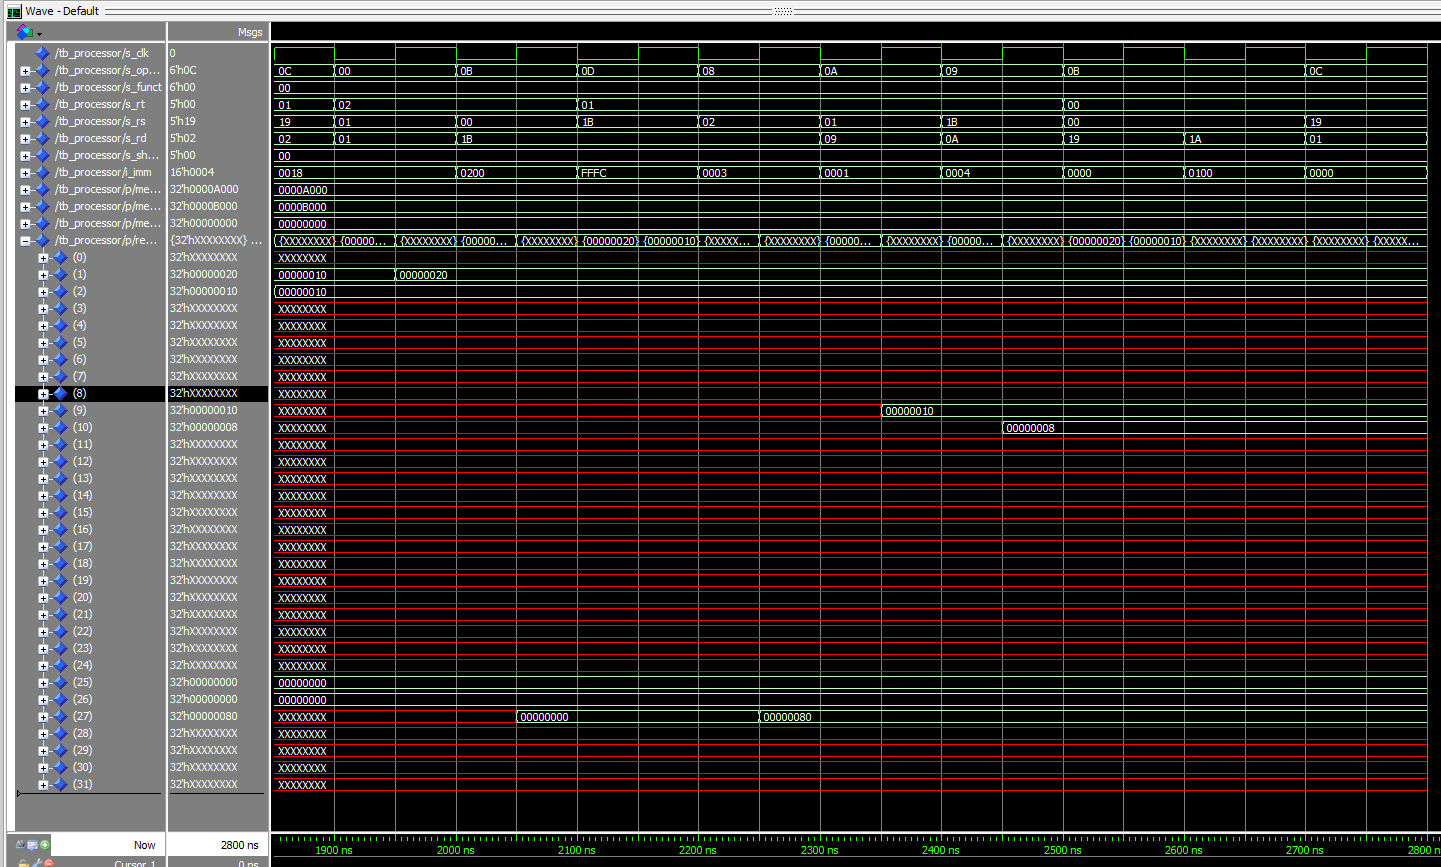 Wave - Default
Msgs
/tb_processor/s_clk 0
/tb_processor/s_op... 6'h0C 0C 00 0B 0D 08 0A 09 0B 0C
/tb_processor/s_funct 6'h00 00
/tb_processor/s_rt 5'h00 01 02 01 00
/tb_processor/s_rs 5'h19 19 01 00 1B 02 01 1B 00 19
/tb_processor/s_rd 5'h02 02 01 1B 09 0A 19 1A 01
/tb_processor/s_sh... 5'h00 00
/tb_processor/i_imm 16'h0004 0018 0200 FFFC 0003 0001 0004 0000 0100 0000
/tb_processor/p/me... 32'h0000A000 0000A000
/tb_processor/p/me... 32'h0000B000 0000B000
/tb_processor/p/me... 32'h00000000 00000000
/tb_processor/p/re... {32'hXXXXXXXX} ... {XXXXXXXX} {00000... {XXXXXXXX} {00000... {XXXXXXXX} {00000020} {00000010} {XXXXX... {XXXXXXXX} {00000... {XXXXXXXX} {00000... {XXXXXXXX} {00000020} {00000010} {XXXXXXXX} {XXXXXXXX} {XXXXXXXX} {XXXXX...
(0) 32'hXXXXXXXX XXXXXXXX
(1) 32'h00000020 00000010 00000020
(2) 32'h00000010 00000010
(3) 32'hXXXXXXXX XXXXXXXX
(4) 32'hXXXXXXXX XXXXXXXX
(5) 32'hXXXXXXXX XXXXXXXX
(6) 32'hXXXXXXXX XXXXXXXX
(7) 32'hXXXXXXXX XXXXXXXX
(8) 32'hXXXXXXXX XXXXXXXX
(9) 32'h00000010 XXXXXXXX 00000010
(10) 32'h00000008 XXXXXXXX 00000008
(11) 32'hXXXXXXXX XXXXXXXX
(12) 32'hXXXXXXXX XXXXXXXX
(13) 32'hXXXXXXXX XXXXXXXX
(14) 32'hXXXXXXXX XXXXXXXX
(15) 32'hXXXXXXXX XXXXXXXX
(16) 32'hXXXXXXXX XXXXXXXX
(17) 32'hXXXXXXXX XXXXXXXX
(18) 32'hXXXXXXXX XXXXXXXX
(19) 32'hXXXXXXXX XXXXXXXX
(20) 32'hXXXXXXXX XXXXXXXX
(21) 32'hXXXXXXXX XXXXXXXX
(22) 32'hXXXXXXXX XXXXXXXX
(23) 32'hXXXXXXXX XXXXXXXX
(24) 32'hXXXXXXXX XXXXXXXX
(25) 32'h00000000 00000000
(26) 32'h00000000 00000000
(27) 32'h00000080 XXXXXXXX 00000000 00000080
(28) 32'hXXXXXXXX XXXXXXXX
(29) 32'hXXXXXXXX XXXXXXXX
(30) 32'hXXXXXXXX XXXXXXXX
(31) 32'hXXXXXXXX XXXXXXXX
Now 2800 ns 1900 ns 2000 ns 2100 ns 2200 ns 2300 ns 2400 ns 2500 ns 2600 ns 2700 ns 2800 n
Cursor 1 0 ns